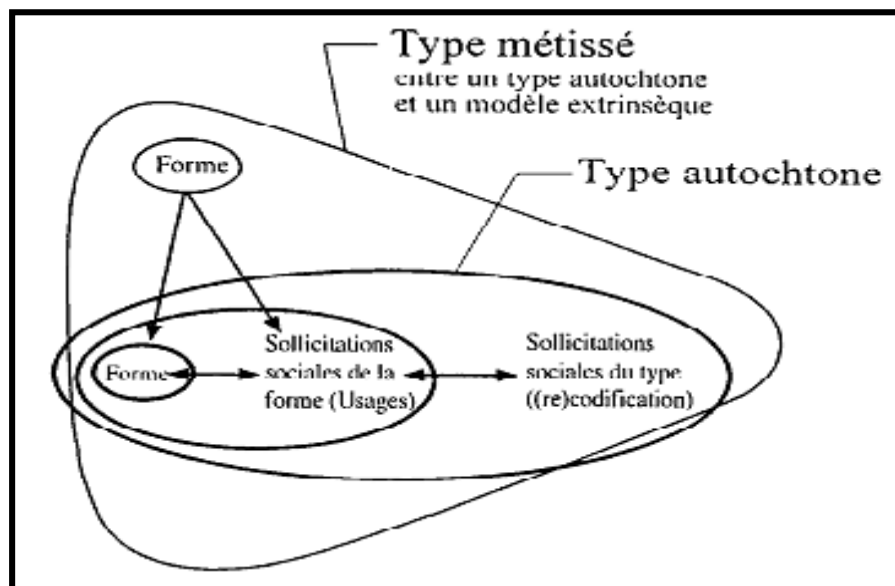 Type métissé
entre un type autochtone
et un modèle extrinsèque
Forme
Type autochtone
Forme
Sollicitations
sociales de la
forme (Usages)
Sollicitations
sociales du type
((re)codification)